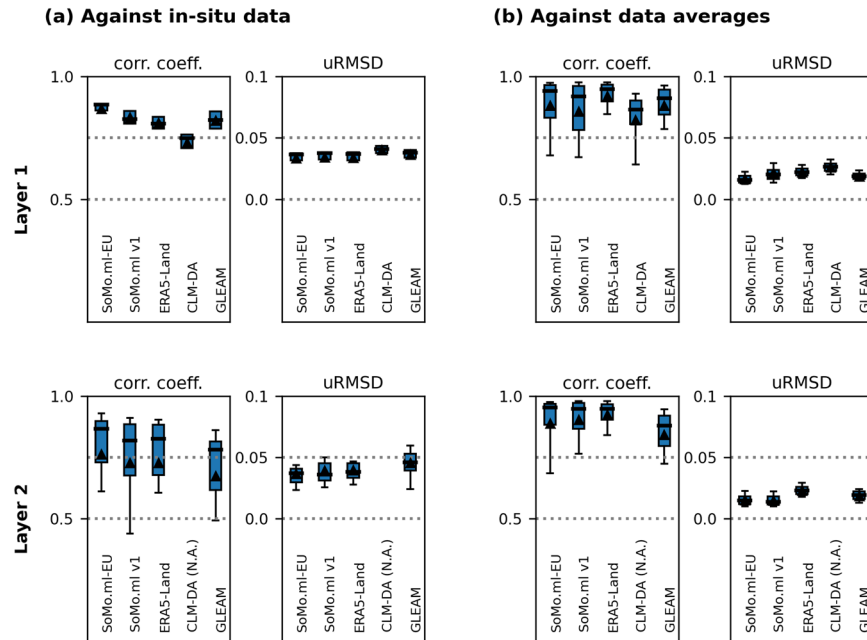 (a) Against in-situ data
(b) Against data averages
corr. coeff.
uRMSD
corr. coeff.
uRMSD
Layer 1
1.0
0.5
0.1
0.05
0.0
1.0
0.5
0.1
0.05
0.0
SoMo.ml-EU
SoMo.ml v1
ERA5-Land
CLM-DA
GLEAM
SoMo.ml-EU
SoMo.ml v1
ERA5-Land
CLM-DA
GLEAM
SoMo.ml-EU
SoMo.ml v1
ERA5-Land
CLM-DA
GLEAM
SoMo.ml-EU
SoMo.ml v1
ERA5-Land
CLM-DA
GLEAM
corr. coeff.
uRMSD
corr. coeff.
uRMSD
Layer 2
1.0
0.5
0.1
0.05
0.0
1.0
0.5
0.1
0.05
0.0
SoMo.ml-EU
SoMo.ml v1
ERA5-Land
CLM-DA (N.A.)
GLEAM
SoMo.ml-EU
SoMo.ml v1
ERA5-Land
CLM-DA (N.A.)
GLEAM
SoMo.ml-EU
SoMo.ml v1
ERA5-Land
CLM-DA (N.A.)
GLEAM
SoMo.ml-EU
SoMo.ml v1
ERA5-Land
CLM-DA (N.A.)
GLEAM